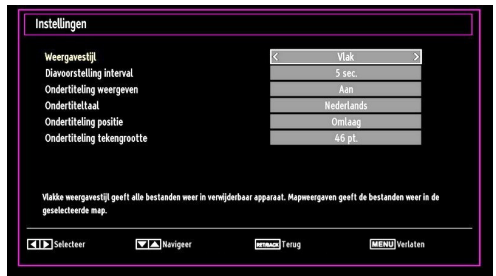 Instellingen
Weergavestijl < Vlak >
Diavoorstelling interval 5 sec.
Ondertiteling weergeven Aan
Ondertiteltaal Nederlands
Ondertiteling positie Omlaag
Ondertiteling tekengrootte 46 pt.
Vlakke weergavestijl geeft alle bestanden weer in verwijderbaar apparaat. Mapweergaven geeft de bestanden weer in de
geselecteerde map.
Selecteer Navigeer RETBACK Terug MENU Verlaten